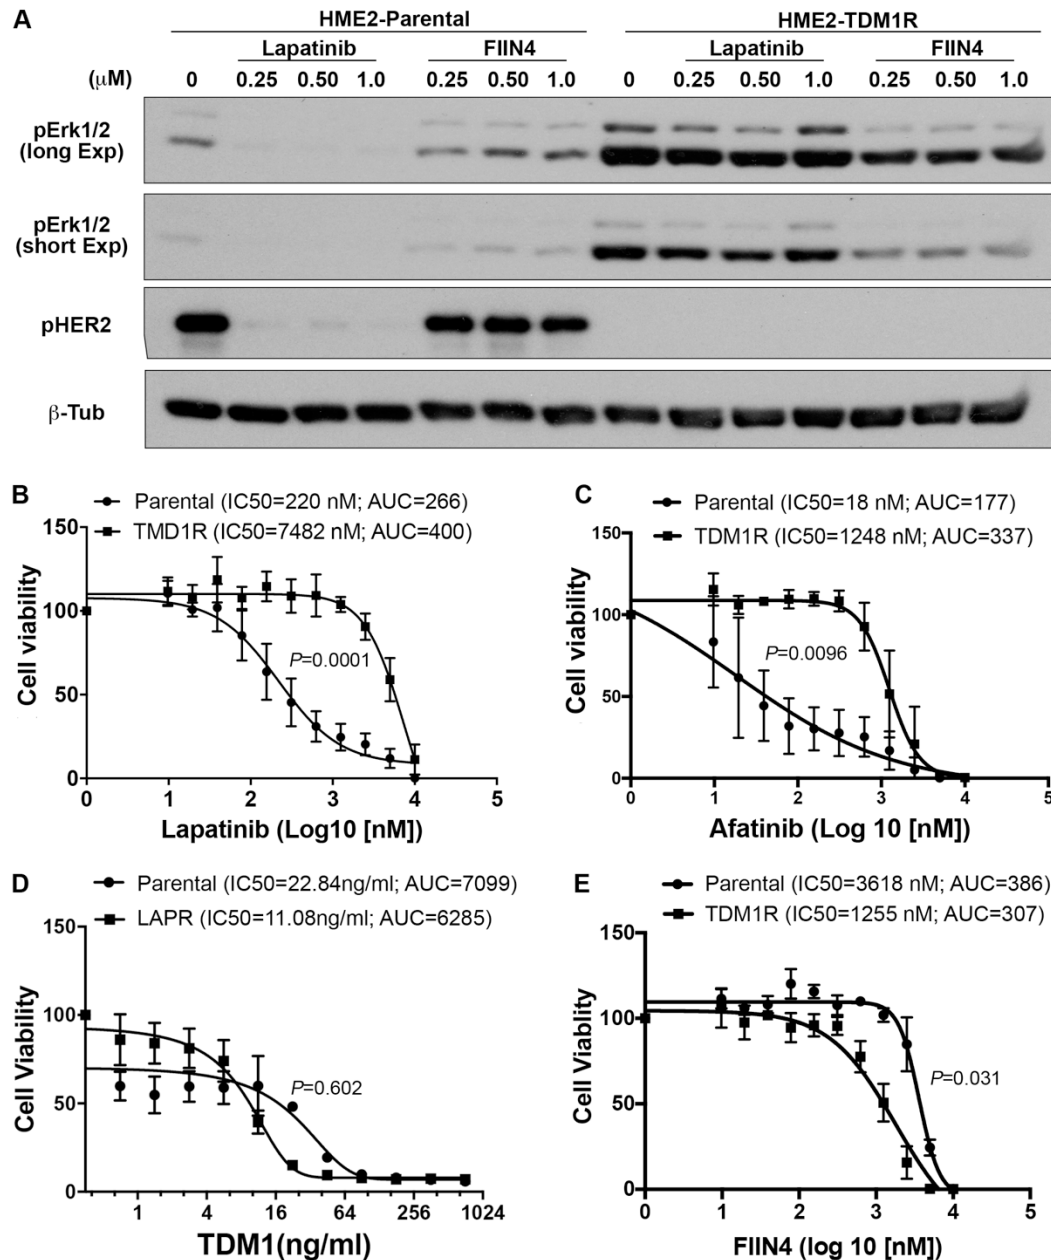 A
HME2-Parental HME2-TDM1R
Lapatinib FIIN4 Lapatinib FIIN4
(μM) 0 0.25 0.50 1.0 0.25 0.50 1.0 0 0.25 0.50 1.0 0.25 0.50 1.0
pErk1/2
(long Exp)
pErk1/2
(short Exp)
pHER2
β-Tub
B
Parental (IC50=220 nM; AUC=266)
TMD1R (IC50=7482 nM; AUC=400)
150
100
50
0
Cell viability
P=0.0001
0 1 2 3 4 5
Lapatinib (Log10 [nM])
C
Parental (IC50=18 nM; AUC=177)
TDM1R (IC50=1248 nM; AUC=337)
150
100
50
0
Cell viability
P=0.0096
0 1 2 3 4 5
Afatinib (Log 10 [nM])
D
Parental (IC50=22.84ng/ml; AUC=7099)
LAPR (IC50=11.08ng/ml; AUC=6285)
150
100
50
0
Cell Viability
P=0.602
1 4 16 64 256 1024
TDM1(ng/ml)
E
Parental (IC50=3618 nM; AUC=386)
TDM1R (IC50=1255 nM; AUC=307)
150
100
50
0
Cell Viablity
P=0.031
0 1 2 3 4 5
FIIN4 (log 10 [nM])